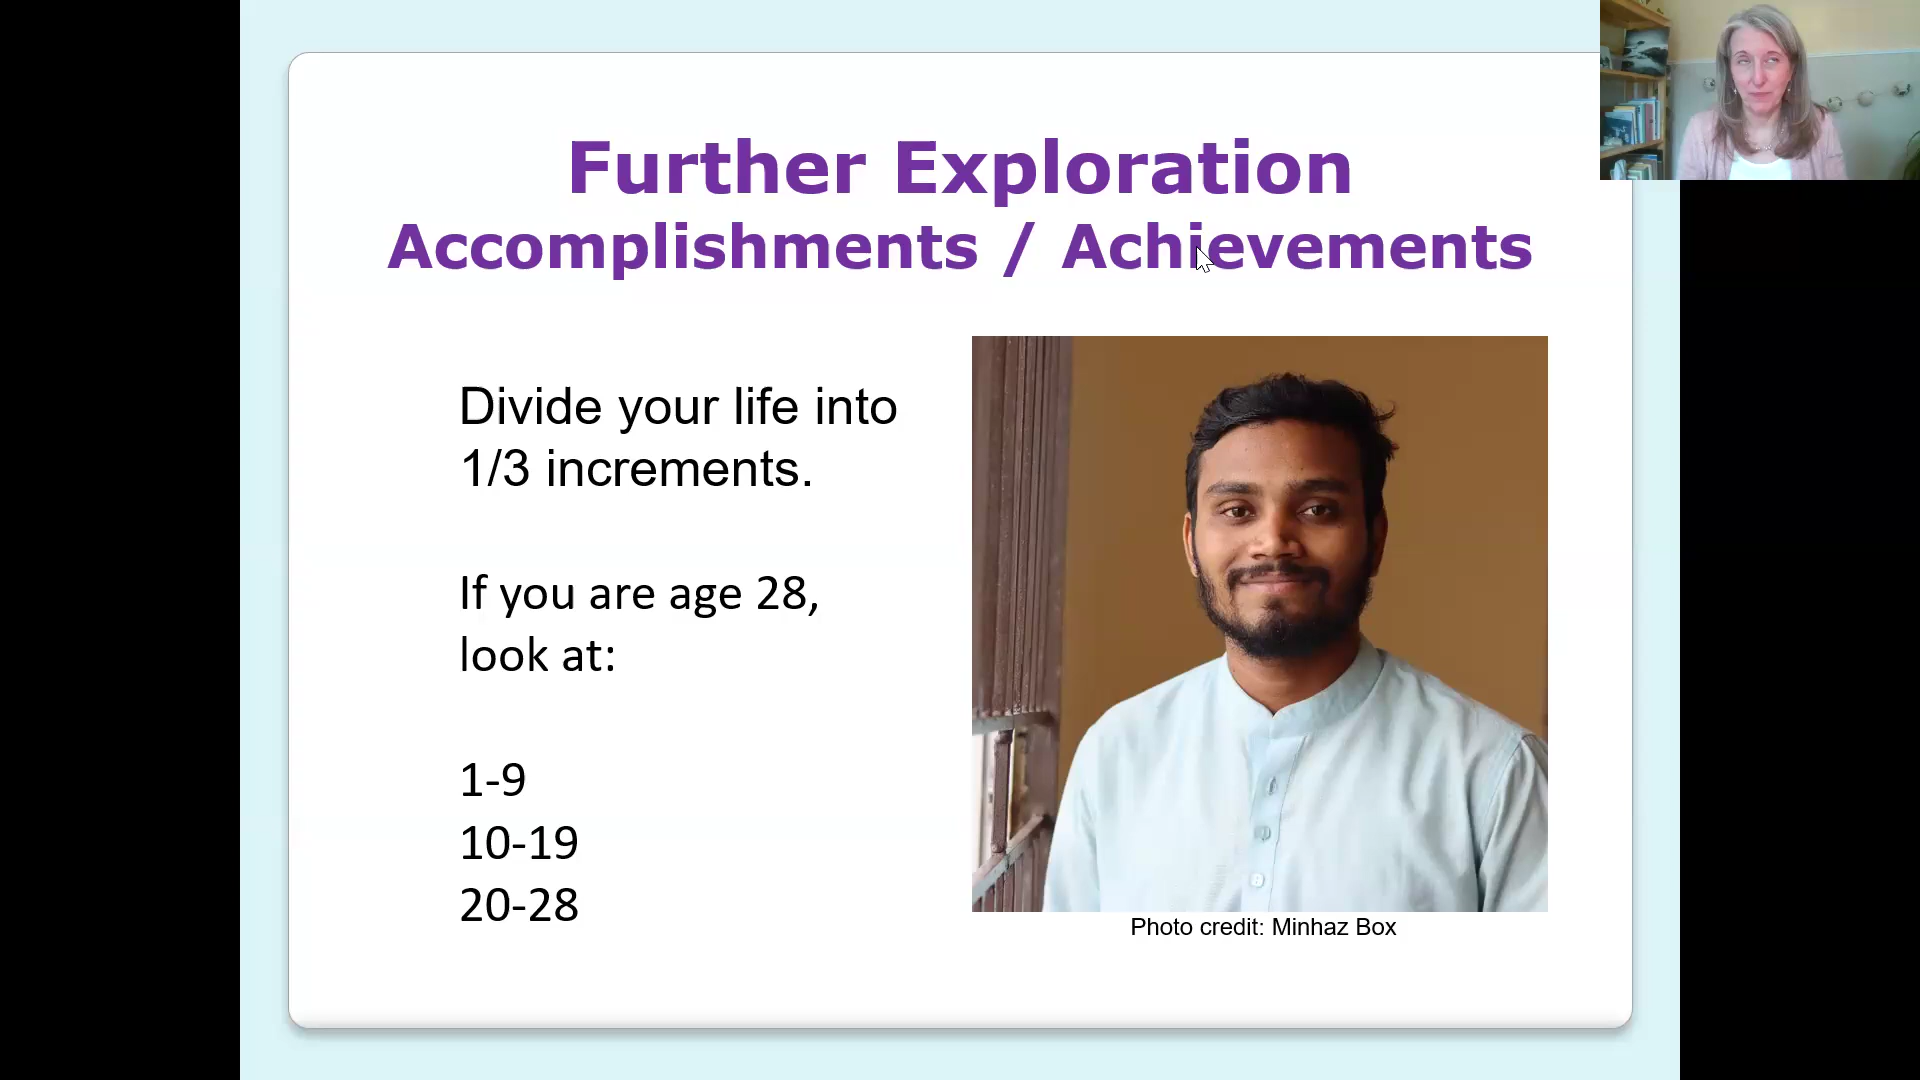 Further Exploration
Accomplishments / Achievements
Divide your life into
1/3 increments.
If you are age 28,
look at:
1-9
10-19
20-28
Photo credit: Minhaz Box